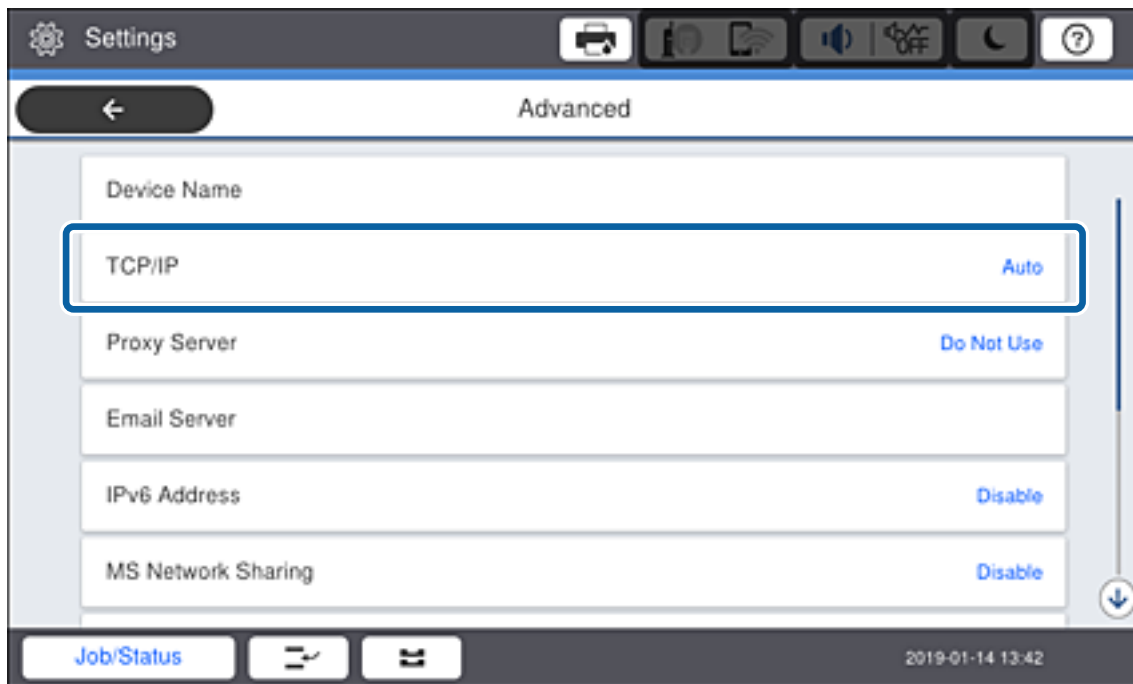 Settings
OFF
?
Advanced
Device Name
TCP/IP Auto
Proxy Server Do Not Use
Email Server
IPv6 Address Disable
MS Network Sharing Disable
Job/Status 2019-01-14 13:42